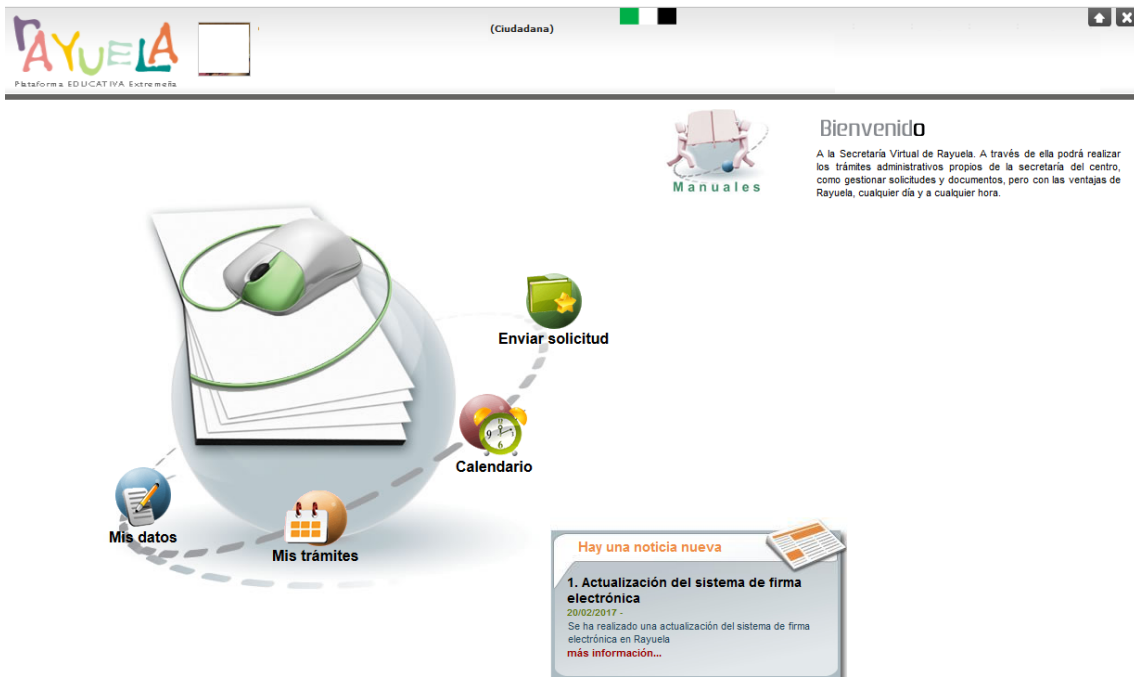 RAYUELA
Plataforma EDUCATIVA Extremeña
(Ciudadana)
Manuales
Bienvenido
A la Secretaría Virtual de Rayuela. A través de ella podrá realizar
los trámites administrativos propios de la secretaría del centro,
como gestionar solicitudes y documentos, pero con las ventajas de
Rayuela, cualquier día y a cualquier hora.
Enviar solicitud
Calendario
Mis datos
Mis trámites
Hay una noticia nueva
1. Actualización del sistema de firma
electrónica
20/02/2017 -
Se ha realizado una actualización del sistema de firma
electrónica en Rayuela
más información...